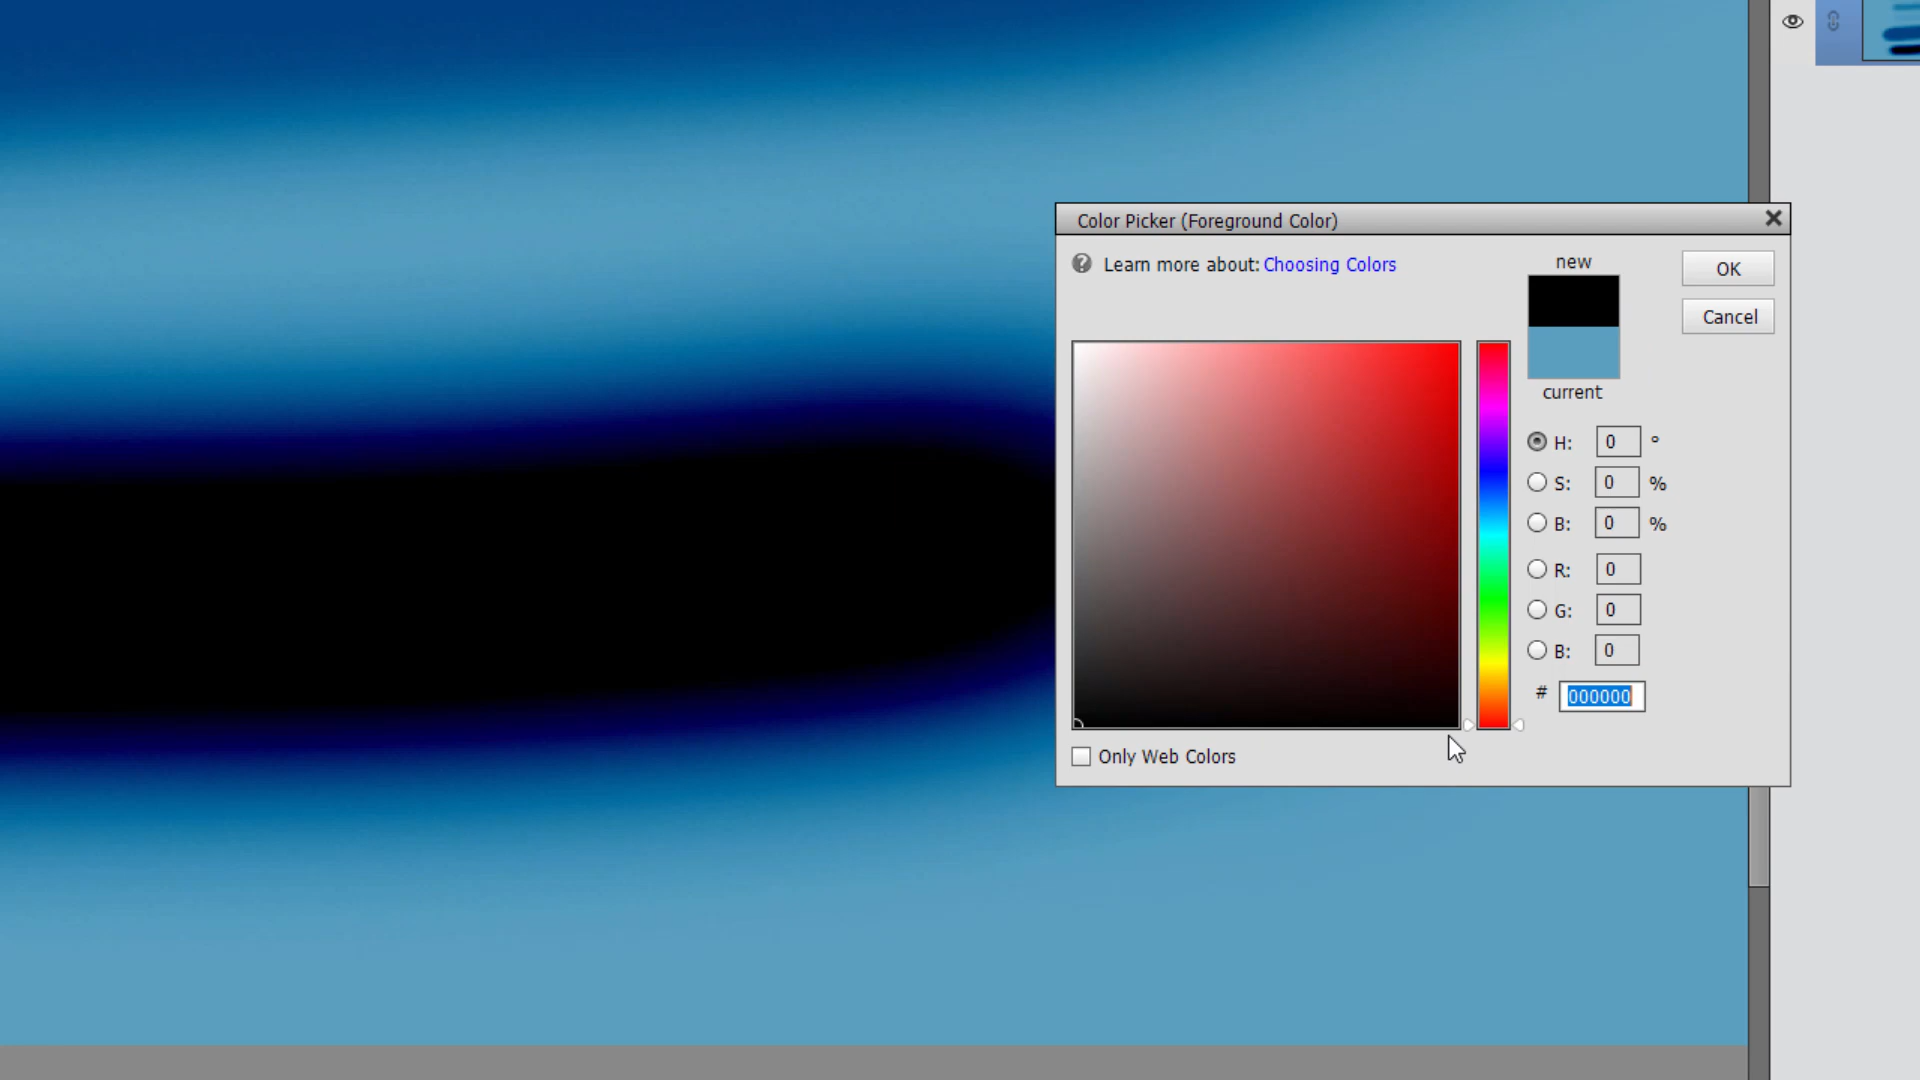 Color Picker (Foreground Color)
Learn more about: Choosing Colors
new
OK
Cancel
current
H: 0 °
S: 0 %
B: 0 %
R: 0
G: 0
B: 0
# 000000
Only Web Colors